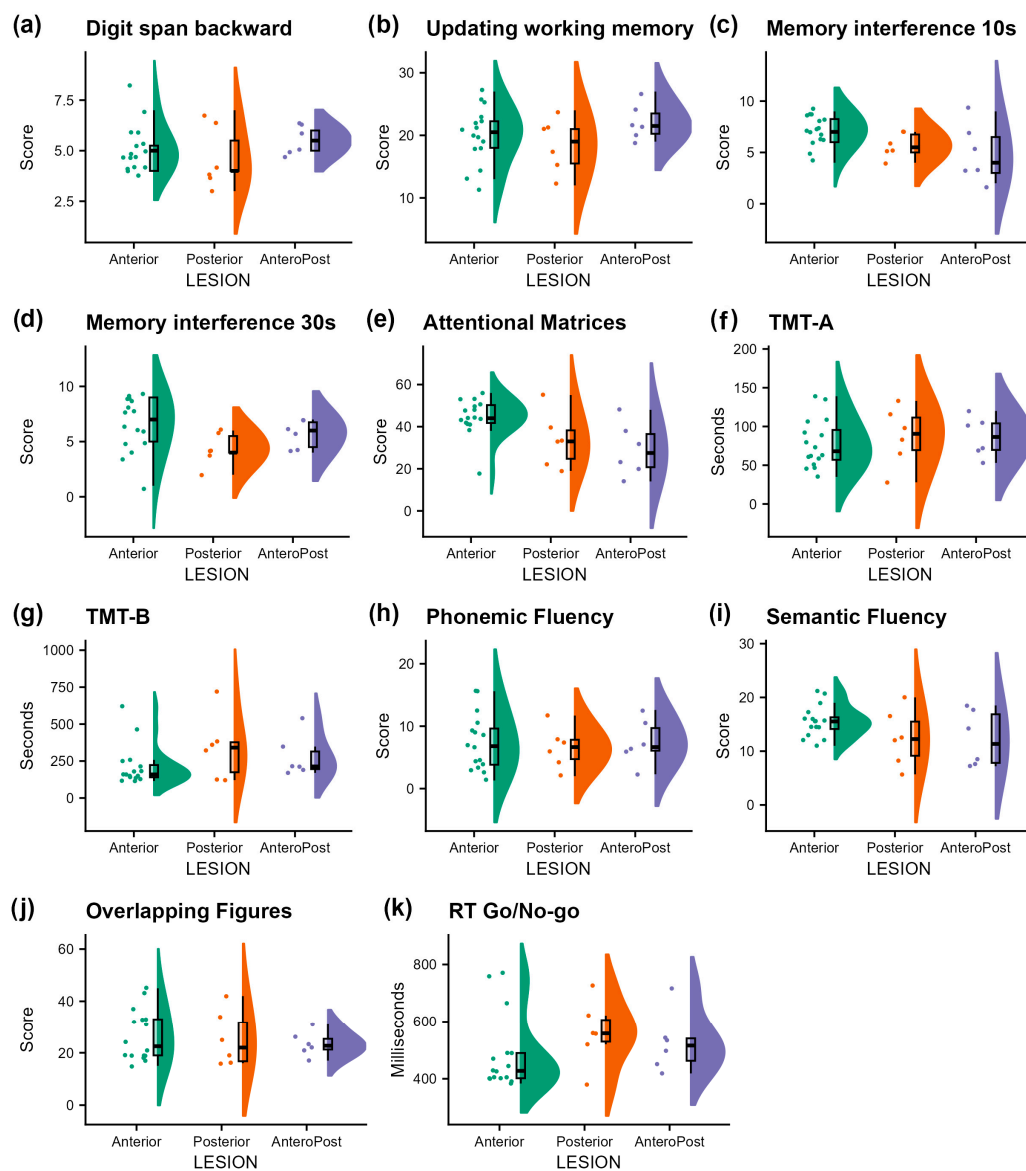 (a) Digit span backward
7.5
5.0
2.5
Score
Anterior Posterior AnteroPost
LESION
(b) Updating working memory
30
20
10
Score
Anterior Posterior AnteroPost
LESION
(c) Memory interference 10s
10
5
0
Score
Anterior Posterior AnteroPost
LESION
(d) Memory interference 30s
10
5
0
Score
Anterior Posterior AnteroPost
LESION
(e) Attentional Matrices
60
40
20
0
Score
Anterior Posterior AnteroPost
LESION
(f) TMT-A
200
150
100
50
0
Seconds
Anterior Posterior AnteroPost
LESION
(g) TMT-B
1000
750
500
250
0
Seconds
Anterior Posterior AnteroPost
LESION
(h) Phonemic Fluency
20
10
0
Score
Anterior Posterior AnteroPost
LESION
(i) Semantic Fluency
30
20
10
0
Score
Anterior Posterior AnteroPost
LESION
(j) Overlapping Figures
60
40
20
0
Score
Anterior Posterior AnteroPost
LESION
(k) RT Go/No-go
800
600
400
Milliseconds
Anterior Posterior AnteroPost
LESION